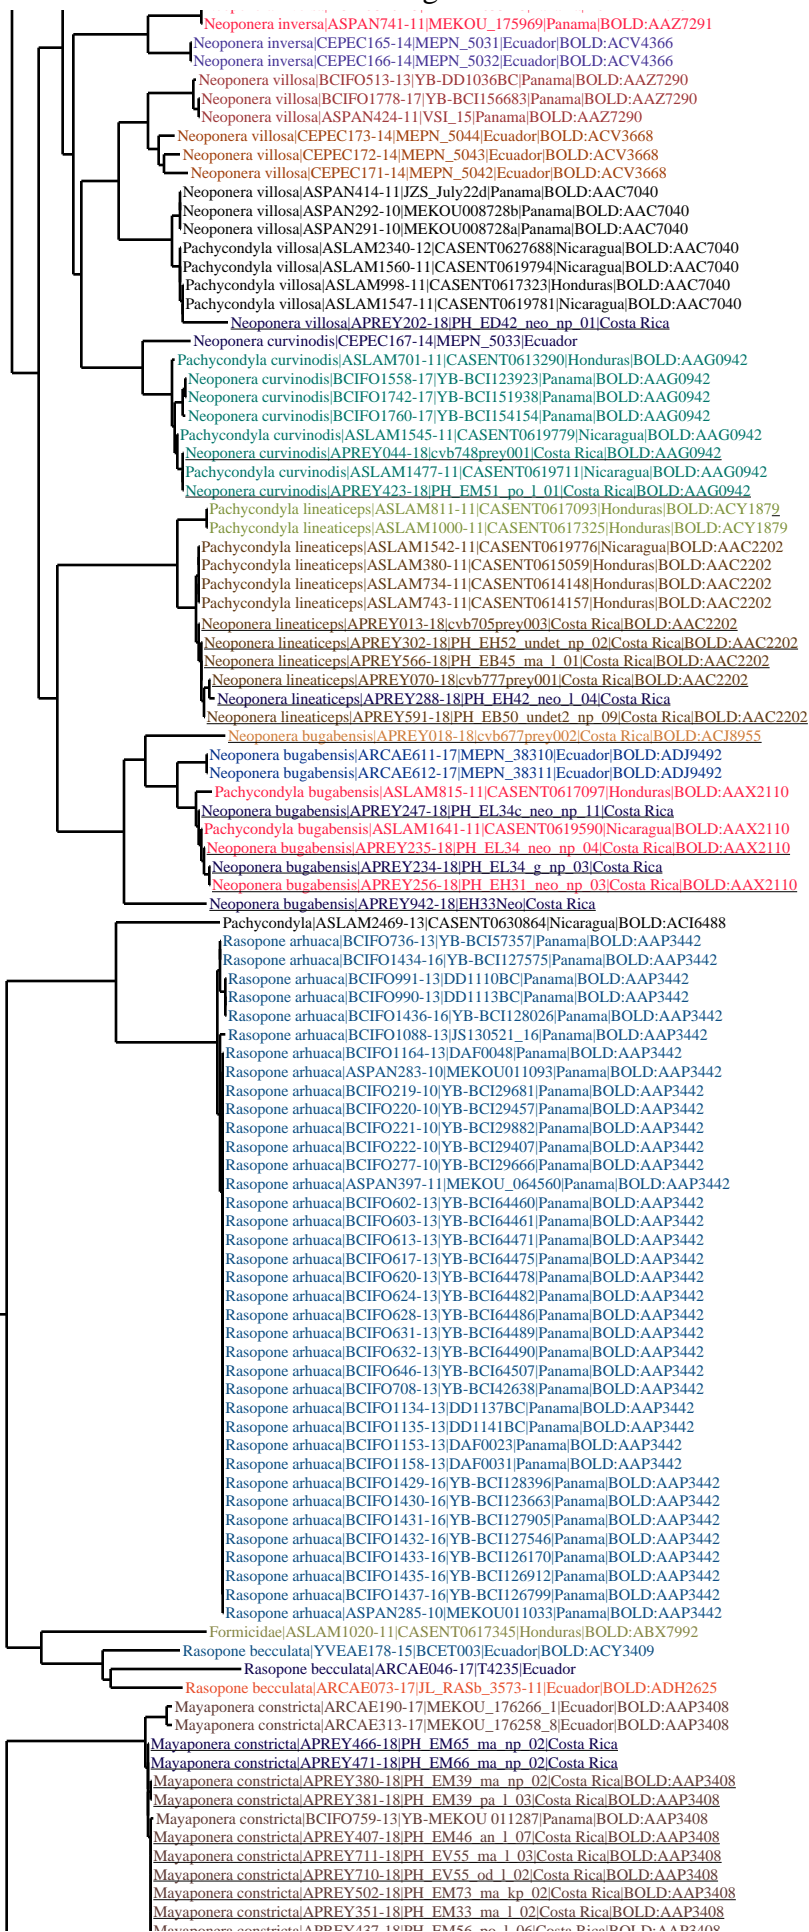 Neoponera inversa|ASPAN741-11|MEKOU_175969|Panama|BOLD:AAZ7291
Neoponera inversa|CEPEC165-14|MEPN_5031|Ecuador|BOLD:ACV4366
Neoponera inversa|CEPEC166-14|MEPN_5032|Ecuador|BOLD:ACV4366
Neoponera villosa|BCIFO513-13|YB-DD1036BC|Panama|BOLD:AAZ7290
Neoponera villosa|BCIFO1778-17|YB-BCI156683|Panama|BOLD:AAZ7290
Neoponera villosa|ASPAN424-11|VSI_15|Panama|BOLD:AAZ7290
Neoponera villosa|CEPEC173-14|MEPN_5044|Ecuador|BOLD:ACV3668
Neoponera villosa|CEPEC172-14|MEPN_5043|Ecuador|BOLD:ACV3668
Neoponera villosa|CEPEC171-14|MEPN_5042|Ecuador|BOLD:ACV3668
Neoponera villosa|ASPAN414-11|JZS_July22d|Panama|BOLD:AAC7040
Neoponera villosa|ASPAN292-10|MEKOU008728b|Panama|BOLD:AAC7040
Neoponera villosa|ASPAN291-10|MEKOU008728a|Panama|BOLD:AAC7040
Pachycondyla villosa|ASLAM2340-12|CASENT0627688|Nicaragua|BOLD:AAC7040
Pachycondyla villosa|ASLAM1560-11|CASENT0619794|Nicaragua|BOLD:AAC7040
Pachycondyla villosa|ASLAM998-11|CASENT0617323|Honduras|BOLD:AAC7040
Pachycondyla villosa|ASLAM1547-11|CASENT0619781|Nicaragua|BOLD:AAC7040
Neoponera villosa|APREY202-18|PH_ED42_neo_np_01|Costa Rica
Neoponera curvinodis|CEPEC167-14|MEPN_5033|Ecuador
Pachycondyla curvinodis|ASLAM701-11|CASENT0613290|Honduras|BOLD:AAG0942
Neoponera curvinodis|BCIFO1558-17|YB-BCI123923|Panama|BOLD:AAG0942
Neoponera curvinodis|BCIFO1742-17|YB-BCI151938|Panama|BOLD:AAG0942
Neoponera curvinodis|BCIFO1760-17|YB-BCI154154|Panama|BOLD:AAG0942
Pachycondyla curvinodis|ASLAM1545-11|CASENT0619779|Nicaragua|BOLD:AAG0942
Neoponera curvinodis|APREY044-18|cvb748prey001|Costa Rica|BOLD:AAG0942
Pachycondyla curvinodis|ASLAM1477-11|CASENT0619711|Nicaragua|BOLD:AAG0942
Neoponera curvinodis|APREY423-18|PH_EM51_po_l_01|Costa Rica|BOLD:AAG0942
Pachycondyla lineaticeps|ASLAM811-11|CASENT0617093|Honduras|BOLD:ACY1879
Pachycondyla lineaticeps|ASLAM1000-11|CASENT0617325|Honduras|BOLD:ACY1879
Pachycondyla lineaticeps|ASLAM1542-11|CASENT0619776|Nicaragua|BOLD:AAC2202
Pachycondyla lineaticeps|ASLAM380-11|CASENT0615059|Honduras|BOLD:AAC2202
Pachycondyla lineaticeps|ASLAM734-11|CASENT0614148|Honduras|BOLD:AAC2202
Pachycondyla lineaticeps|ASLAM743-11|CASENT0614157|Honduras|BOLD:AAC2202
Neoponera lineaticeps|APREY013-18|cvb705prey003|Costa Rica|BOLD:AAC2202
Neoponera lineaticeps|APREY302-18|PH_EH52_undet_np_02|Costa Rica|BOLD:AAC2202
Neoponera lineaticeps|APREY566-18|PH_EB45_ma_l_01|Costa Rica|BOLD:AAC2202
Neoponera lineaticeps|APREY070-18|cvb777prey001|Costa Rica|BOLD:AAC2202
Neoponera lineaticeps|APREY288-18|PH_EH42_neo_l_04|Costa Rica
Neoponera lineaticeps|APREY591-18|PH_EB50_undet2_np_09|Costa Rica|BOLD:AAC2202
Neoponera bugabensis|APREY018-18|cvb677prey002|Costa Rica|BOLD:ACJ8955
Neoponera bugabensis|ARCAE611-17|MEPN_38310|Ecuador|BOLD:ADJ9492
Neoponera bugabensis|ARCAE612-17|MEPN_38311|Ecuador|BOLD:ADJ9492
Pachycondyla bugabensis|ASLAM815-11|CASENT0617097|Honduras|BOLD:AAX2110
Neoponera bugabensis|APREY247-18|PH_EL34c_neo_np_11|Costa Rica
Pachycondyla bugabensis|ASLAM1641-11|CASENT0619590|Nicaragua|BOLD:AAX2110
Neoponera bugabensis|APREY235-18|PH_EL34_neo_np_04|Costa Rica|BOLD:AAX2110
Neoponera bugabensis|APREY234-18|PH_EL34_g_np_03|Costa Rica
Neoponera bugabensis|APREY256-18|PH_EH31_neo_np_03|Costa Rica|BOLD:AAX2110
Neoponera bugabensis|APREY942-18|EH33Neo|Costa Rica
Pachycondyla|ASLAM2469-13|CASENT0630864|Nicaragua|BOLD:ACI6488
Rasopone arhuaca|BCIFO736-13|YB-BCI57357|Panama|BOLD:AAP3442
Rasopone arhuaca|BCIFO1434-16|YB-BCI127575|Panama|BOLD:AAP3442
Rasopone arhuaca|BCIFO991-13|DD1110BC|Panama|BOLD:AAP3442
Rasopone arhuaca|BCIFO990-13|DD1113BC|Panama|BOLD:AAP3442
Rasopone arhuaca|BCIFO1436-16|YB-BCI128026|Panama|BOLD:AAP3442
Rasopone arhuaca|BCIFO1088-13|JS130521_16|Panama|BOLD:AAP3442
Rasopone arhuaca|BCIFO1164-13|DAF0048|Panama|BOLD:AAP3442
Rasopone arhuaca|ASPAN283-10|MEKOU011093|Panama|BOLD:AAP3442
Rasopone arhuaca|BCIFO219-10|YB-BCI29681|Panama|BOLD:AAP3442
Rasopone arhuaca|BCIFO220-10|YB-BCI29457|Panama|BOLD:AAP3442
Rasopone arhuaca|BCIFO221-10|YB-BCI29882|Panama|BOLD:AAP3442
Rasopone arhuaca|BCIFO222-10|YB-BCI29407|Panama|BOLD:AAP3442
Rasopone arhuaca|BCIFO277-10|YB-BCI29666|Panama|BOLD:AAP3442
Rasopone arhuaca|ASPAN397-11|MEKOU_064560|Panama|BOLD:AAP3442
Rasopone arhuaca|BCIFO602-13|YB-BCI64460|Panama|BOLD:AAP3442
Rasopone arhuaca|BCIFO603-13|YB-BCI64461|Panama|BOLD:AAP3442
Rasopone arhuaca|BCIFO613-13|YB-BCI64471|Panama|BOLD:AAP3442
Rasopone arhuaca|BCIFO617-13|YB-BCI64475|Panama|BOLD:AAP3442
Rasopone arhuaca|BCIFO620-13|YB-BCI64478|Panama|BOLD:AAP3442
Rasopone arhuaca|BCIFO624-13|YB-BCI64482|Panama|BOLD:AAP3442
Rasopone arhuaca|BCIFO628-13|YB-BCI64486|Panama|BOLD:AAP3442
Rasopone arhuaca|BCIFO631-13|YB-BCI64489|Panama|BOLD:AAP3442
Rasopone arhuaca|BCIFO632-13|YB-BCI64490|Panama|BOLD:AAP3442
Rasopone arhuaca|BCIFO646-13|YB-BCI64507|Panama|BOLD:AAP3442
Rasopone arhuaca|BCIFO708-13|YB-BCI42638|Panama|BOLD:AAP3442
Rasopone arhuaca|BCIFO1134-13|DD1137BC|Panama|BOLD:AAP3442
Rasopone arhuaca|BCIFO1135-13|DD1141BC|Panama|BOLD:AAP3442
Rasopone arhuaca|BCIFO1153-13|DAF0023|Panama|BOLD:AAP3442
Rasopone arhuaca|BCIFO1158-13|DAF0031|Panama|BOLD:AAP3442
Rasopone arhuaca|BCIFO1429-16|YB-BCI128396|Panama|BOLD:AAP3442
Rasopone arhuaca|BCIFO1430-16|YB-BCI123663|Panama|BOLD:AAP3442
Rasopone arhuaca|BCIFO1431-16|YB-BCI127905|Panama|BOLD:AAP3442
Rasopone arhuaca|BCIFO1432-16|YB-BCI127546|Panama|BOLD:AAP3442
Rasopone arhuaca|BCIFO1433-16|YB-BCI126170|Panama|BOLD:AAP3442
Rasopone arhuaca|BCIFO1435-16|YB-BCI126912|Panama|BOLD:AAP3442
Rasopone arhuaca|BCIFO1437-16|YB-BCI126799|Panama|BOLD:AAP3442
Rasopone arhuaca|ASPAN285-10|MEKOU011033|Panama|BOLD:AAP3442
Formicidae|ASLAM1020-11|CASENT0617345|Honduras|BOLD:ABX7992
Rasopone becculata|YVEAE178-15|BCET003|Ecuador|BOLD:ACY3409
Rasopone becculata|ARCAE046-17|T4235|Ecuador
Rasopone becculata|ARCAE073-17|JL_RASb_3573-11|Ecuador|BOLD:ADH2625
Mayaponera constricta|ARCAE190-17|MEKOU_176266_1|Ecuador|BOLD:AAP3408
Mayaponera constricta|ARCAE313-17|MEKOU_176258_8|Ecuador|BOLD:AAP3408
Mayaponera constricta|APREY466-18|PH_EM65_ma_np_02|Costa Rica
Mayaponera constricta|APREY471-18|PH_EM66_ma_np_02|Costa Rica
Mayaponera constricta|APREY380-18|PH_EM39_ma_np_02|Costa Rica|BOLD:AAP3408
Mayaponera constricta|APREY381-18|PH_EM39_pa_l_03|Costa Rica|BOLD:AAP3408
Mayaponera constricta|BCIFO759-13|YB-MEKOU 011287|Panama|BOLD:AAP3408
Mayaponera constricta|APREY407-18|PH_EM46_an_l_07|Costa Rica|BOLD:AAP3408
Mayaponera constricta|APREY711-18|PH_EV55_ma_l_03|Costa Rica|BOLD:AAP3408
Mayaponera constricta|APREY710-18|PH_EV55_od_l_02|Costa Rica|BOLD:AAP3408
Mayaponera constricta|APREY502-18|PH_EM73_ma_kp_02|Costa Rica|BOLD:AAP3408
Mayaponera constricta|APREY351-18|PH_EM33_ma_l_02|Costa Rica|BOLD:AAP3408
Mayaponera constricta|APREY437-18|PH_EM56_po_l_06|Costa Rica|BOLD:AAP3408